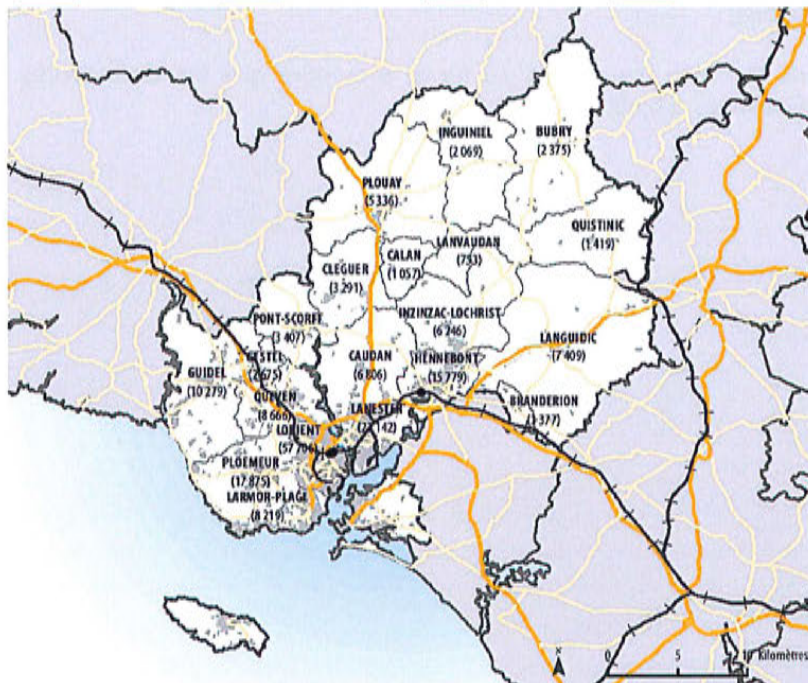 INGUINIEL
(2 069)
BUBRY
(2 375)
PLOUAY
(5 336)
QUISTINIC
(1 419)
CALAN
(1 057)
LANVAUDAN
(753)
CLEGUER
(3 291)
INZINZAC-LOCHRIST
(6 246)
PONT-SCORFF
(3 407)
LANGUIDIC
(7 409)
CAUDAN
(6 806)
HENNEBONT
(15 779)
GESTEL
(2 675)
GUIDEL
(10 279)
QUEVEN
(8 666)
BRANDERION
LANESTER
LORIENT
(57 706)
PLOEMEUR
(17 875)
LARMOR-PLAGE
(8 219)
0 5 10 Kilomètres